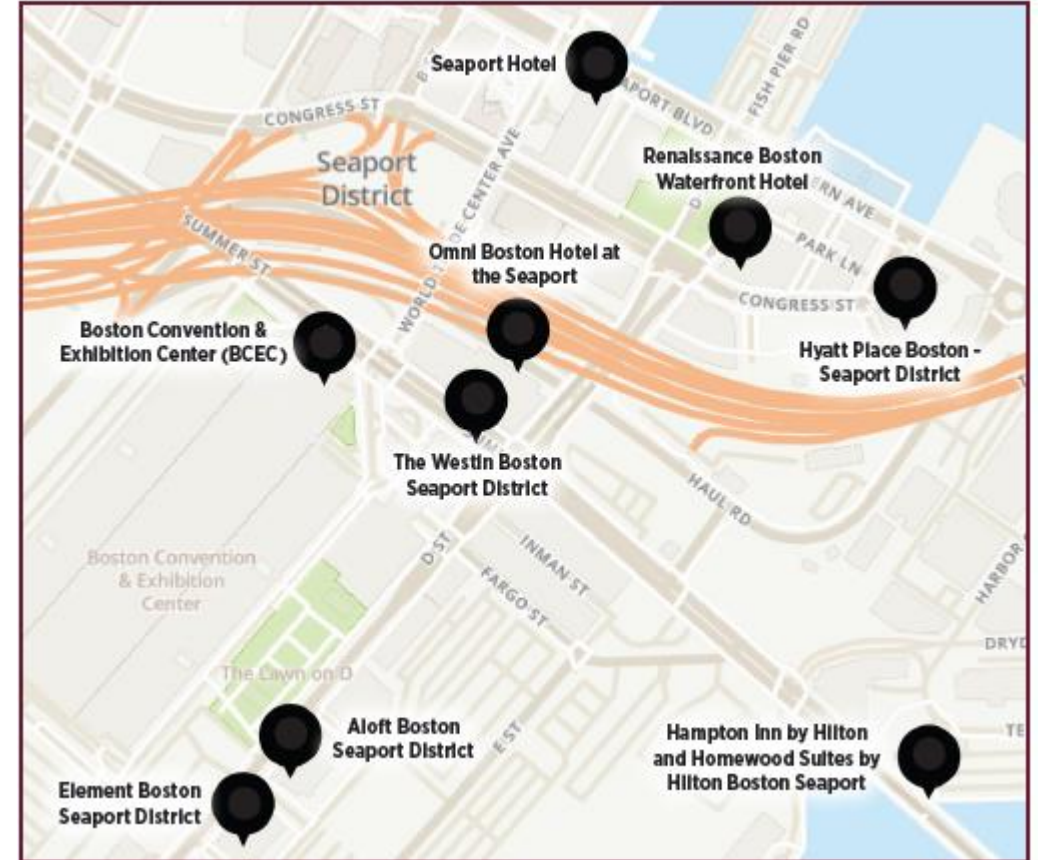 Seaport Hotel
CONGRESS ST
FISH PIER RD
Seaport
District
Renaissance Boston
Waterfront Hotel
SUMMER ST
PARK LN
Omni Boston Hotel at
the Seaport
CONGRESS ST
Boston Convention &
Exhibition Center (BCEC)
Hyatt Place Boston -
Seaport District
The Westin Boston
Seaport District
HAUL RD
D ST
INMAN ST
FARGO ST
Boston Convention
& Exhibition
Center
HARBOR
The Lawn on D
E ST
Aloft Boston
Seaport District
Hampton Inn by Hilton
and Homewood Suites by
Hilton Boston Seaport
Element Boston
Seaport District